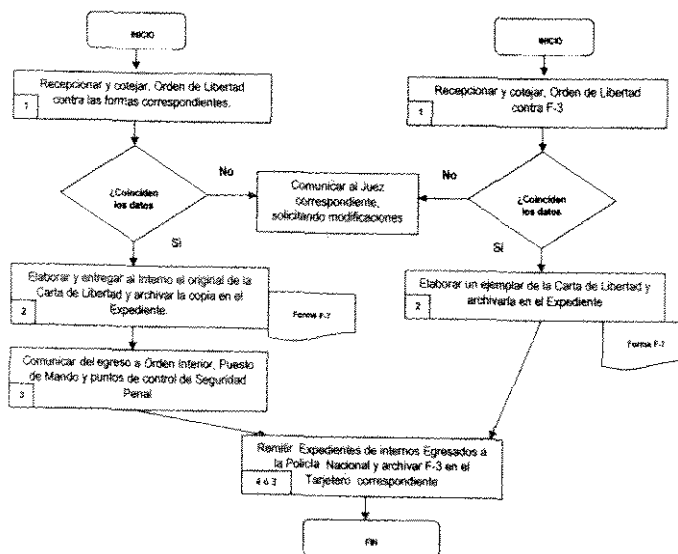 INICIO
Recepcionar y cotejar, Orden de Libertad
contra las formas correspondientes.
1
¿Coinciden
los datos
No
Si
Comunicar al Juez
correspondiente,
solicitando modificaciones
Elaborar y entregar al Interno el original de la
Carta de Libertad y archivar la copia en el
Expediente.
2
Forma F-7
Comunicar del egreso a Orden Interior, Puesto
de Mando y puntos de control de Seguridad
Penal
3
INICIO
Recepcionar y cotejar, Orden de Libertad
contra F-3
1
¿Coinciden
los datos
No
Si
Elaborar un ejemplar de la Carta de Libertad y
archivarla en el Expediente
2
Forma F-7
Remitir Expedientes de internos Egresados a
la Policía Nacional y archivar F-3 en el
Tarjetero correspondiente
4 ó 3
FIN